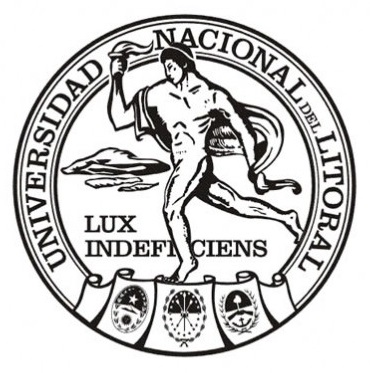 UNIVERSIDAD NACIONAL DEL LITORAL
LUX
INDEFICIENS